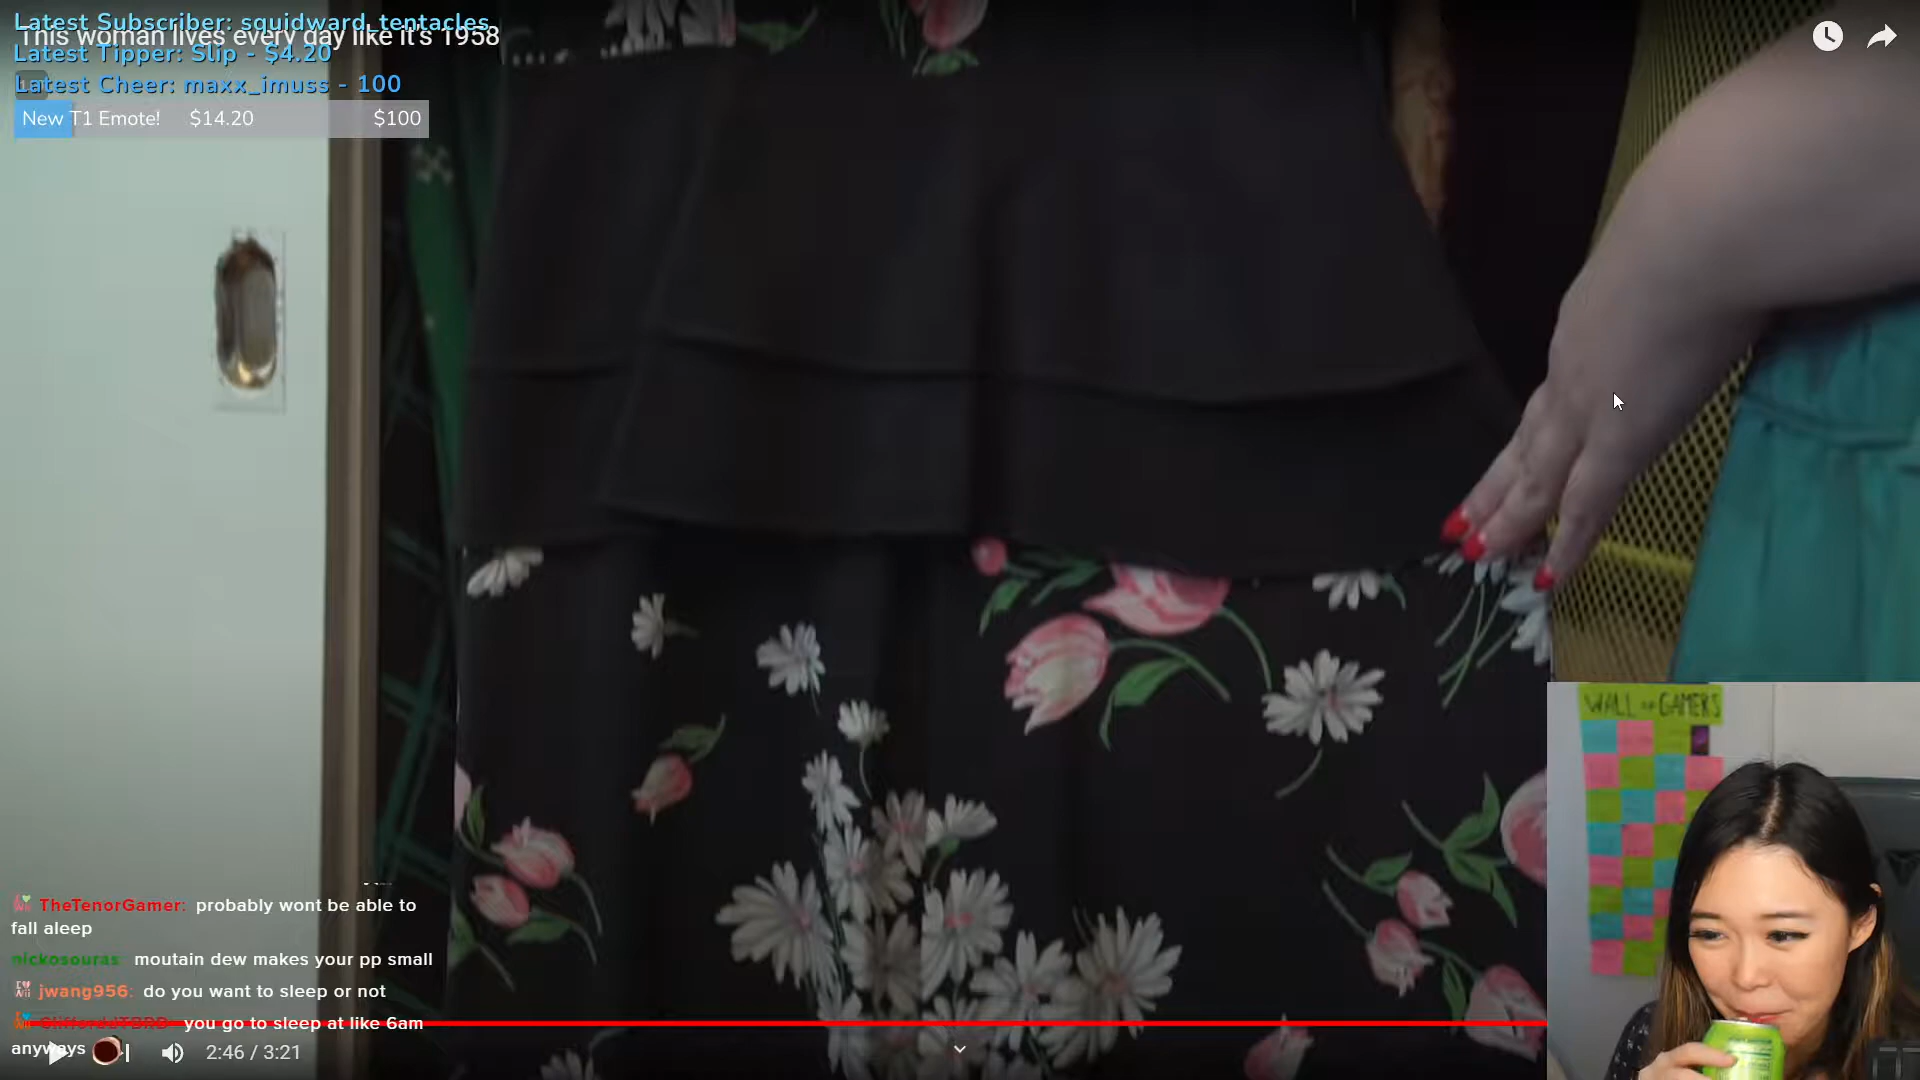 Latest Subscriber: squidward_tentacles
This woman lives every day like it's 1958
Latest Tipper: Slip - $4.20
Latest Cheer: maxx_imuss - 100
New T1 Emote! $14.20 $100
WALL OF GAMERS
TheTenorGamer: probably wont be able to
fall aleep
nickosouras: moutain dew makes your pp small
jwang956: do you want to sleep or not
you go to sleep at like 6am
anyways
2:46 / 3:21